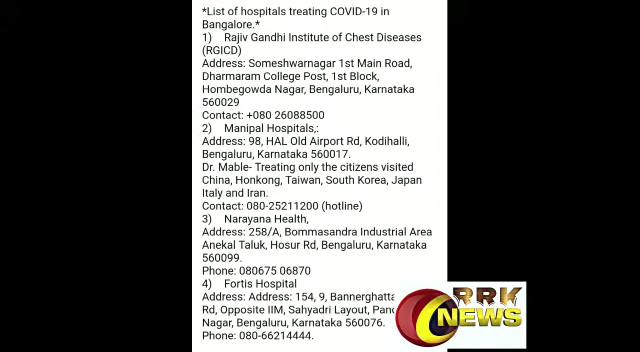 *List of hospitals treating COVID-19 in
Bangalore.*
1) Rajiv Gandhi Institute of Chest Diseases
(RGICD)
Address: Someshwarnagar 1st Main Road,
Dharmaram College Post, 1st Block,
Hombegowda Nagar, Bengaluru, Karnataka
560029
Contact: +080 26088500
2) Manipal Hospitals,:
Address: 98, HAL Old Airport Rd, Kodihalli,
Bengaluru, Karnataka 560017.
Dr. Mable- Treating only the citizens visited
China, Honkong, Taiwan, South Korea, Japan
Italy and Iran.
Contact: 080-25211200 (hotline)
3) Narayana Health,
Address: 258/A, Bommasandra Industrial Area
Anekal Taluk, Hosur Rd, Bengaluru, Karnataka
560099.
Phone: 080675 06870
4) Fortis Hospital
Address: Address: 154, 9, Bannerghatta
Rd, Opposite IIM, Sahyadri Layout,
Nagar, Bengaluru, Karnataka 560076.
Phone: 080-66214444.
RRK
NEWS